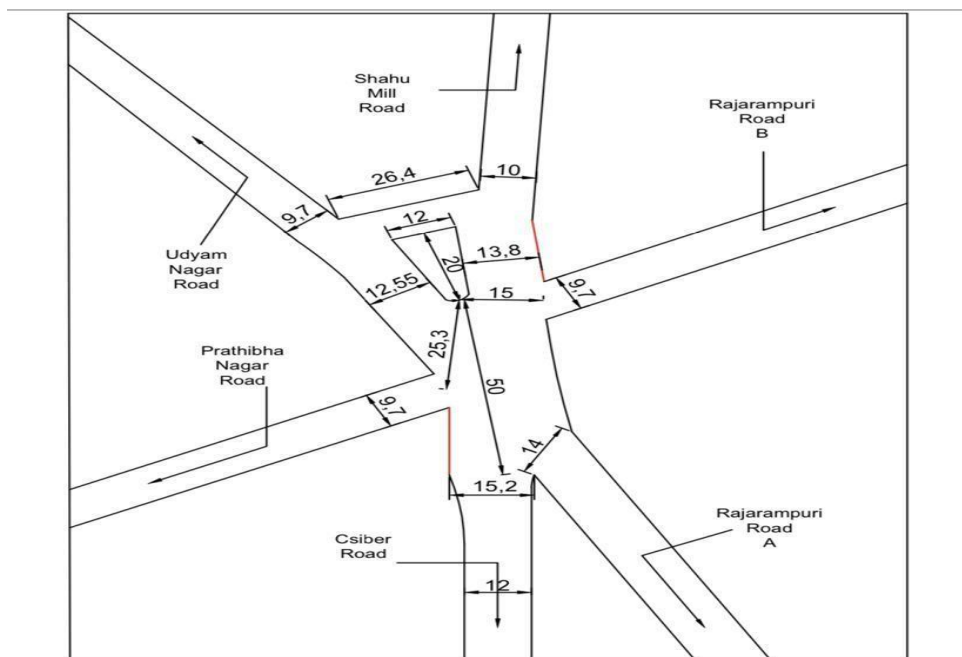 Shahu
Mill
Road
10
Rajarampuri
Road
B
26,4
9,7
12
20
13,8
Udyam
Nagar
Road
12,55
15
9,7
25,3
Prathibha
Nagar
Road
50
9,7
14
15,2
Csiber
Road
Rajarampuri
Road
A
12